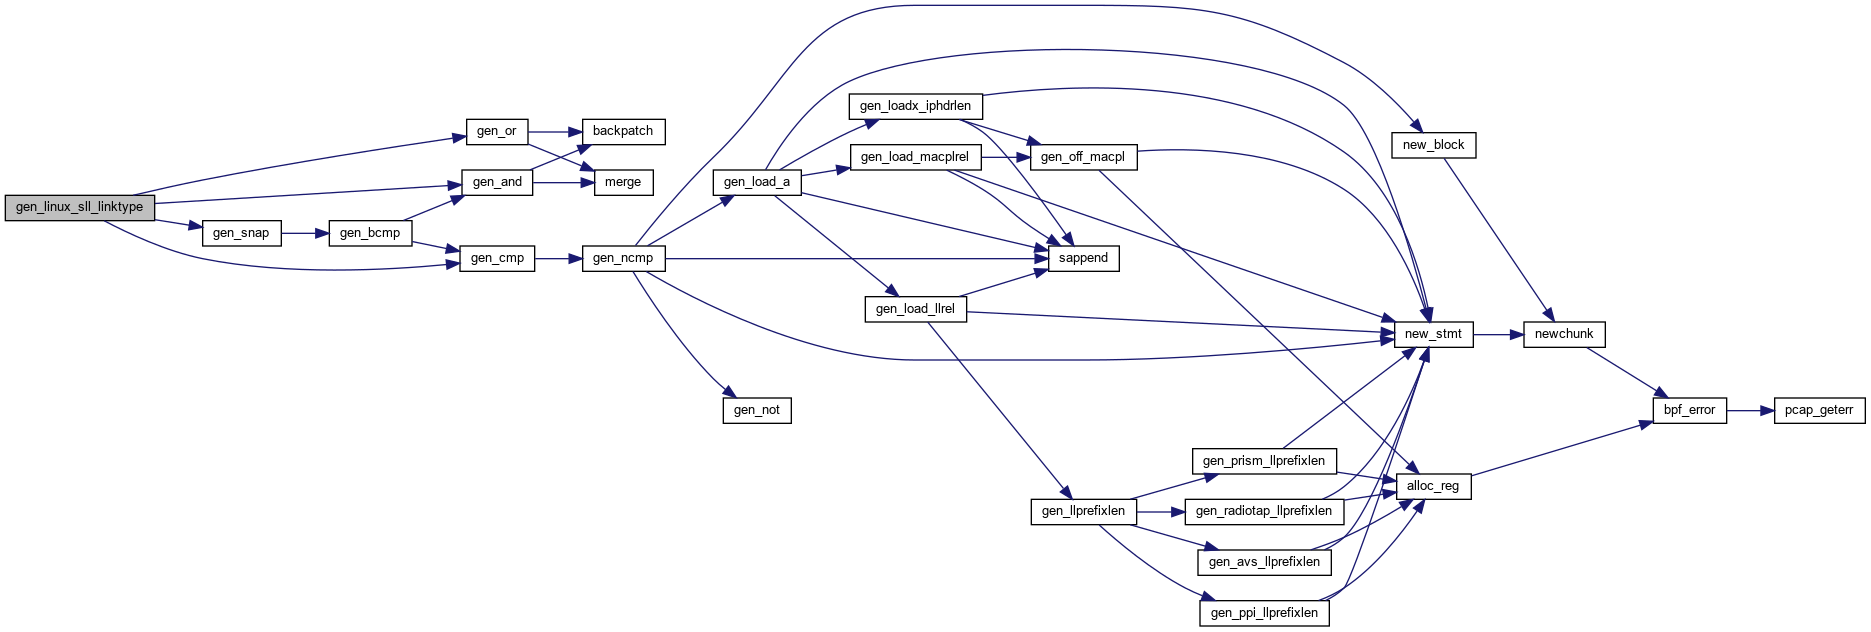 gen_linux_sll_linktype
gen_or
gen_and
gen_snap
gen_bcmp
gen_cmp
backpatch
merge
gen_ncmp
gen_load_a
gen_not
gen_loadx_iphdrlen
gen_load_macplrel
gen_load_llrel
gen_off_macpl
sappend
gen_llprefixlen
gen_prism_llprefixlen
gen_radiotap_llprefixlen
gen_avs_llprefixlen
gen_ppi_llprefixlen
new_block
new_stmt
alloc_reg
newchunk
bpf_error
pcap_geterr